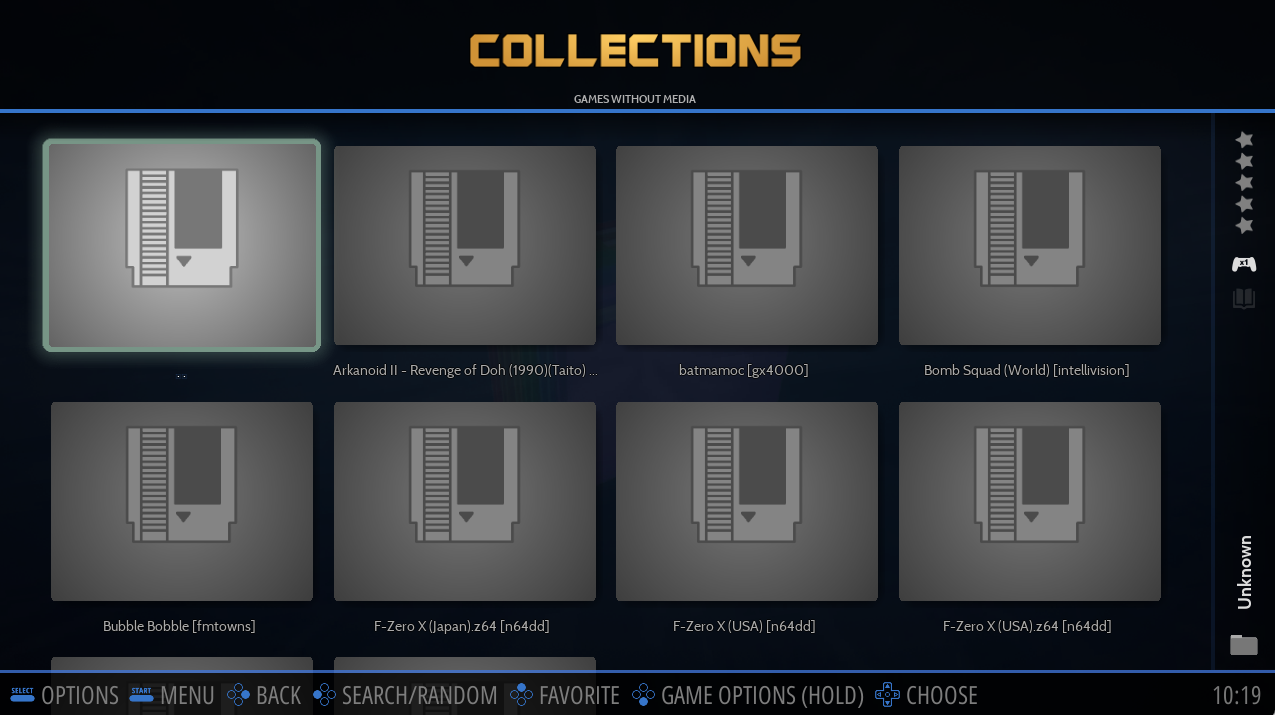 COLLECTIONS
GAMES WITHOUT MEDIA
x1
..
Arkanoid II - Revenge of Doh (1990)(Taito) ...
batmamoc [gx4000]
Bomb Squad (World) [intellivision]
Bubble Bobble [fmtowns]
F-Zero X (Japan).z64 [n64dd]
F-Zero X (USA) [n64dd]
F-Zero X (USA).z64 [n64dd]
Unknown
SELECT OPTIONS START MENU BACK SEARCH/RANDOM FAVORITE GAME OPTIONS (HOLD) CHOOSE 10:19